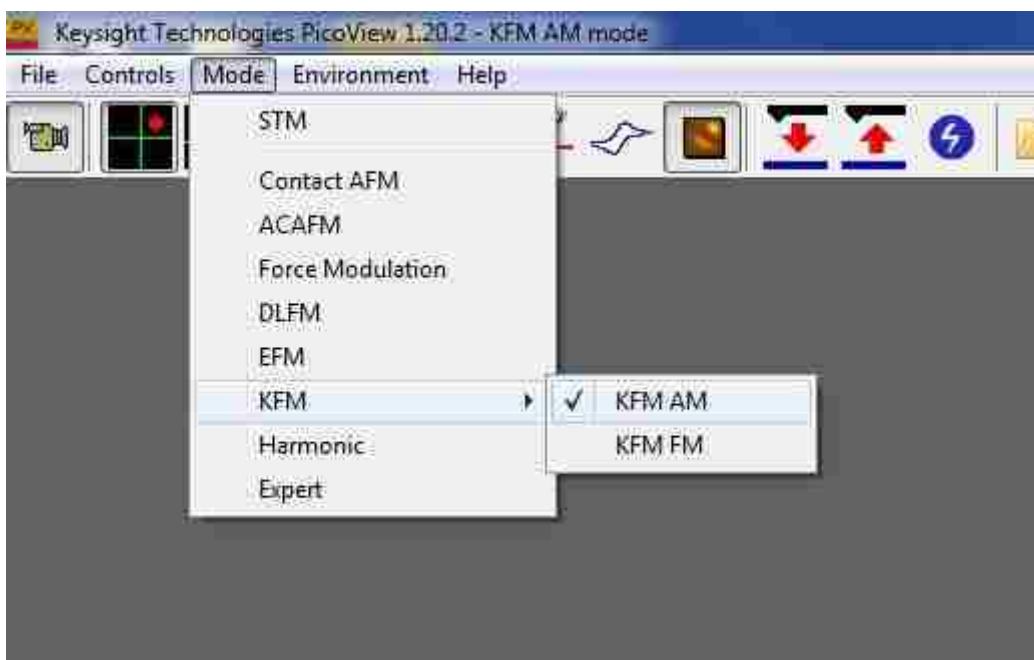 Keysight Technologies PicoView 1.20.2 - KFM AM mode
File Controls Mode Environment Help
STM
Contact AFM
ACAFM
Force Modulation
DLFM
EFM
KFM
KFM AM
KFM FM
Harmonic
Expert